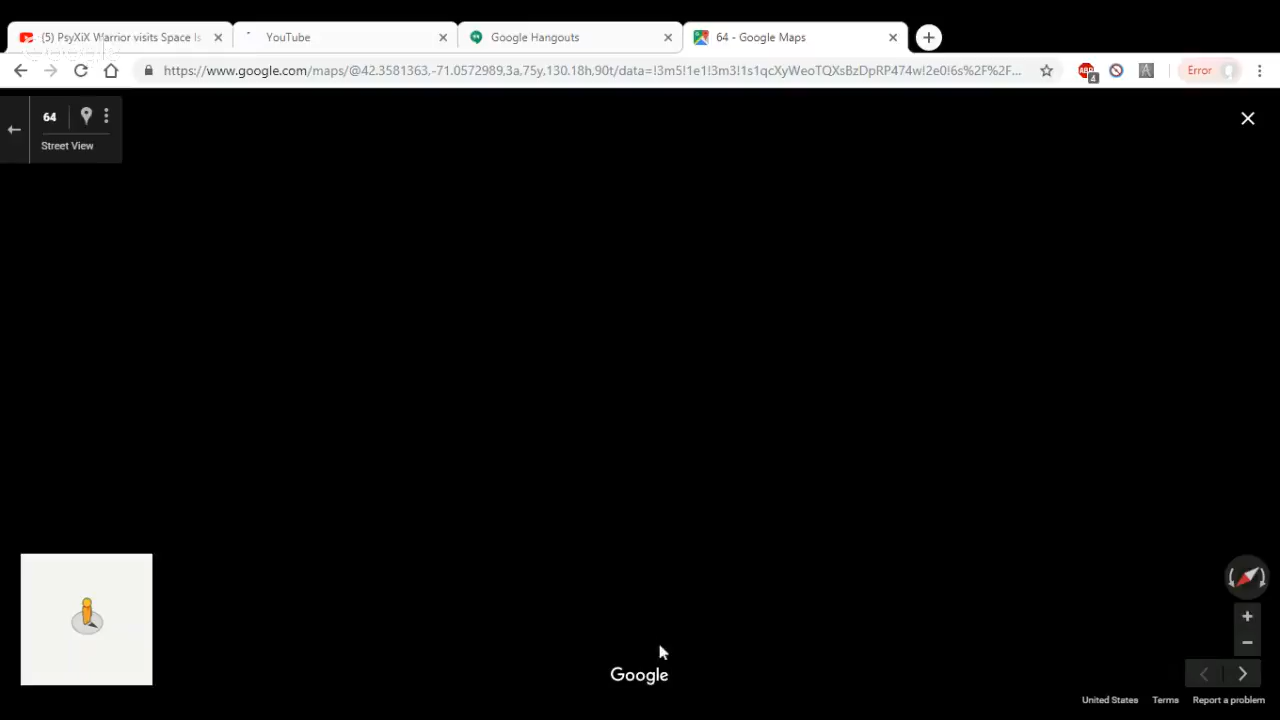 (5) PsyXiX Warrior visits Space Is
YouTube
Google Hangouts
64 - Google Maps
https://www.google.com/maps/@42.3581363,-71.0572989,3a,75y,130.18h,90t/data=!3m5!1e1!3m3!1s1qcXyWeoTQXsBzDpRP474w!2e0!6s%2F%2F...
ABP
4
A
Error
64
Street View
Google
United States
Terms
Report a problem